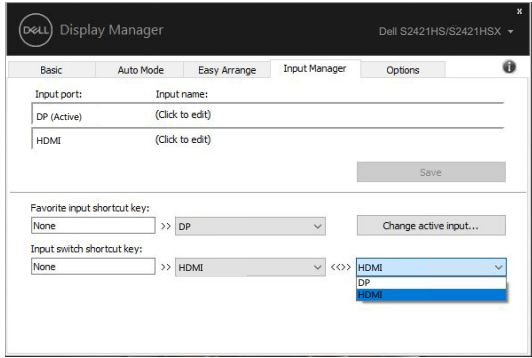 DELL Display Manager
Dell S2421HS/S2421HSX
x
Basic Auto Mode Easy Arrange Input Manager Options
Input port: Input name:
DP (Active) (Click to edit)
HDMI (Click to edit)
Save
Favorite input shortcut key:
None >> DP Change active input...
Input switch shortcut key:
None >> HDMI <<>> HDMI
DP
HDMI